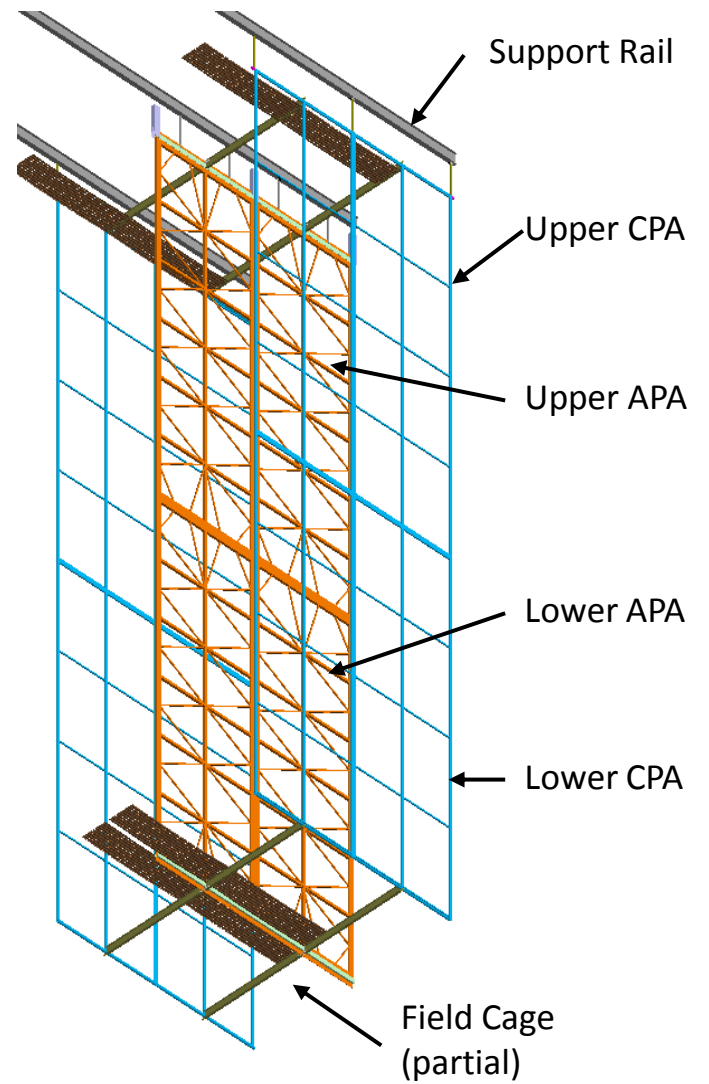 Support Rail
Upper CPA
Upper APA
Lower APA
Lower CPA
Field Cage
(partial)